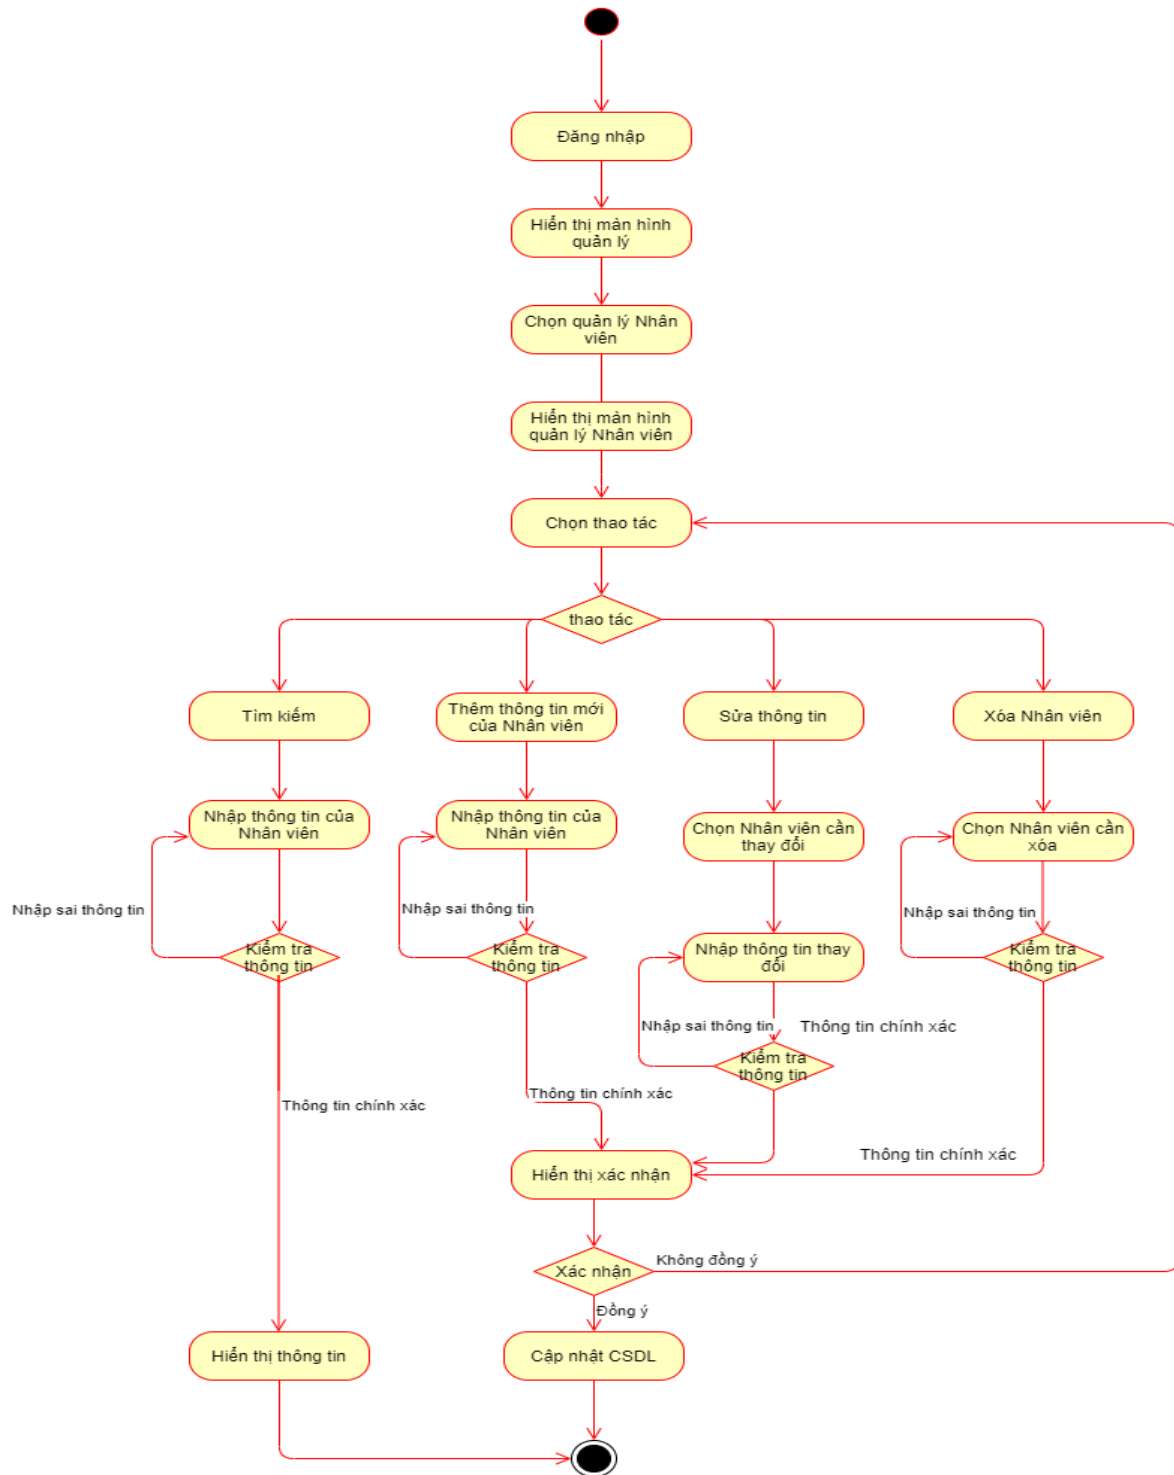 Đăng nhập
Hiển thị màn hình
quản lý
Chọn quản lý Nhân
viên
Hiển thị màn hình
quản lý Nhân viên
Chọn thao tác
thao tác
Tìm kiếm
Thêm thông tin mới
của Nhân viên
Sửa thông tin
Xóa Nhân viên
Nhập thông tin của
Nhân viên
Nhập thông tin của
Nhân viên
Chọn Nhân viên cần
thay đổi
Chọn Nhân viên cần
xóa
Nhập sai thông tin
Nhập sai thông tin
Nhập sai thông tin
Kiểm tra
thông tin
Kiểm tra
thông tin
Nhập thông tin thay
đổi
Kiểm tra
thông tin
Nhập sai thông tin
Thông tin chính xác
Kiểm tra
thông tin
Thông tin chính xác
Thông tin chính xác
Thông tin chính xác
Hiển thị xác nhận
Không đồng ý
Xác nhận
Đồng ý
Hiển thị thông tin
Cập nhật CSDL